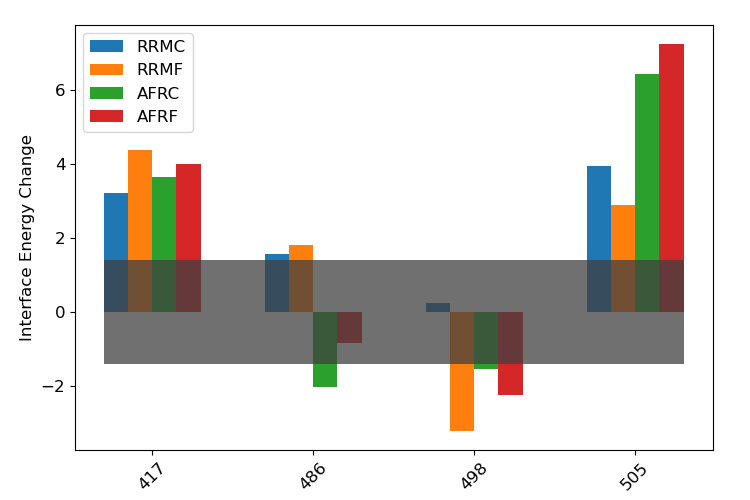 RRMC
RRMF
AFRC
AFRF
Interface Energy Change
6
4
2
0
−2
417
486
498
505